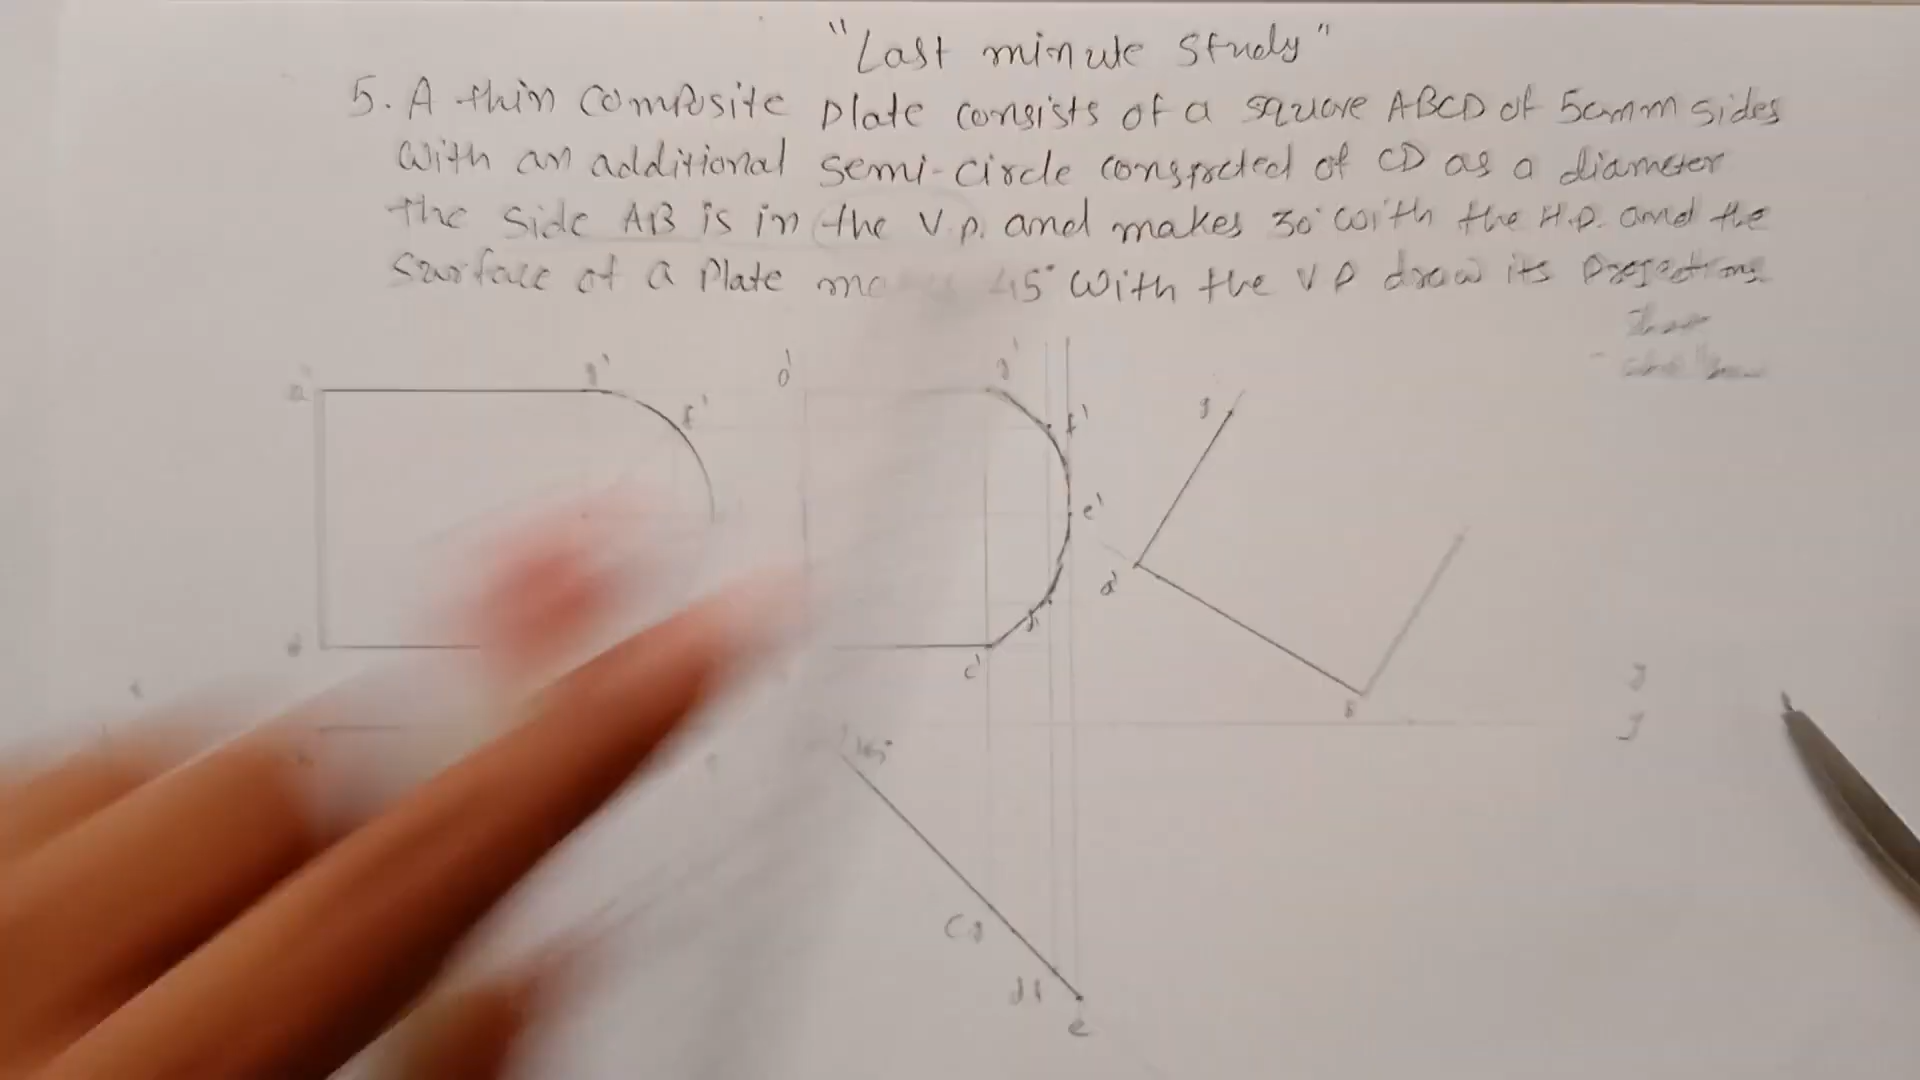 "Last minute Study"
5. A thin composite plate consists of a square ABCD of 50mm sides
with an additional semi-circle consprcted of CD as a diameter
the side AB is in the V.P. and makes 30° with the H.P. and the
surface of a plate 45° with the V P draw its projections
a' g' f' o' g' f' e' g
a' c' b
45°
c g
d f
e